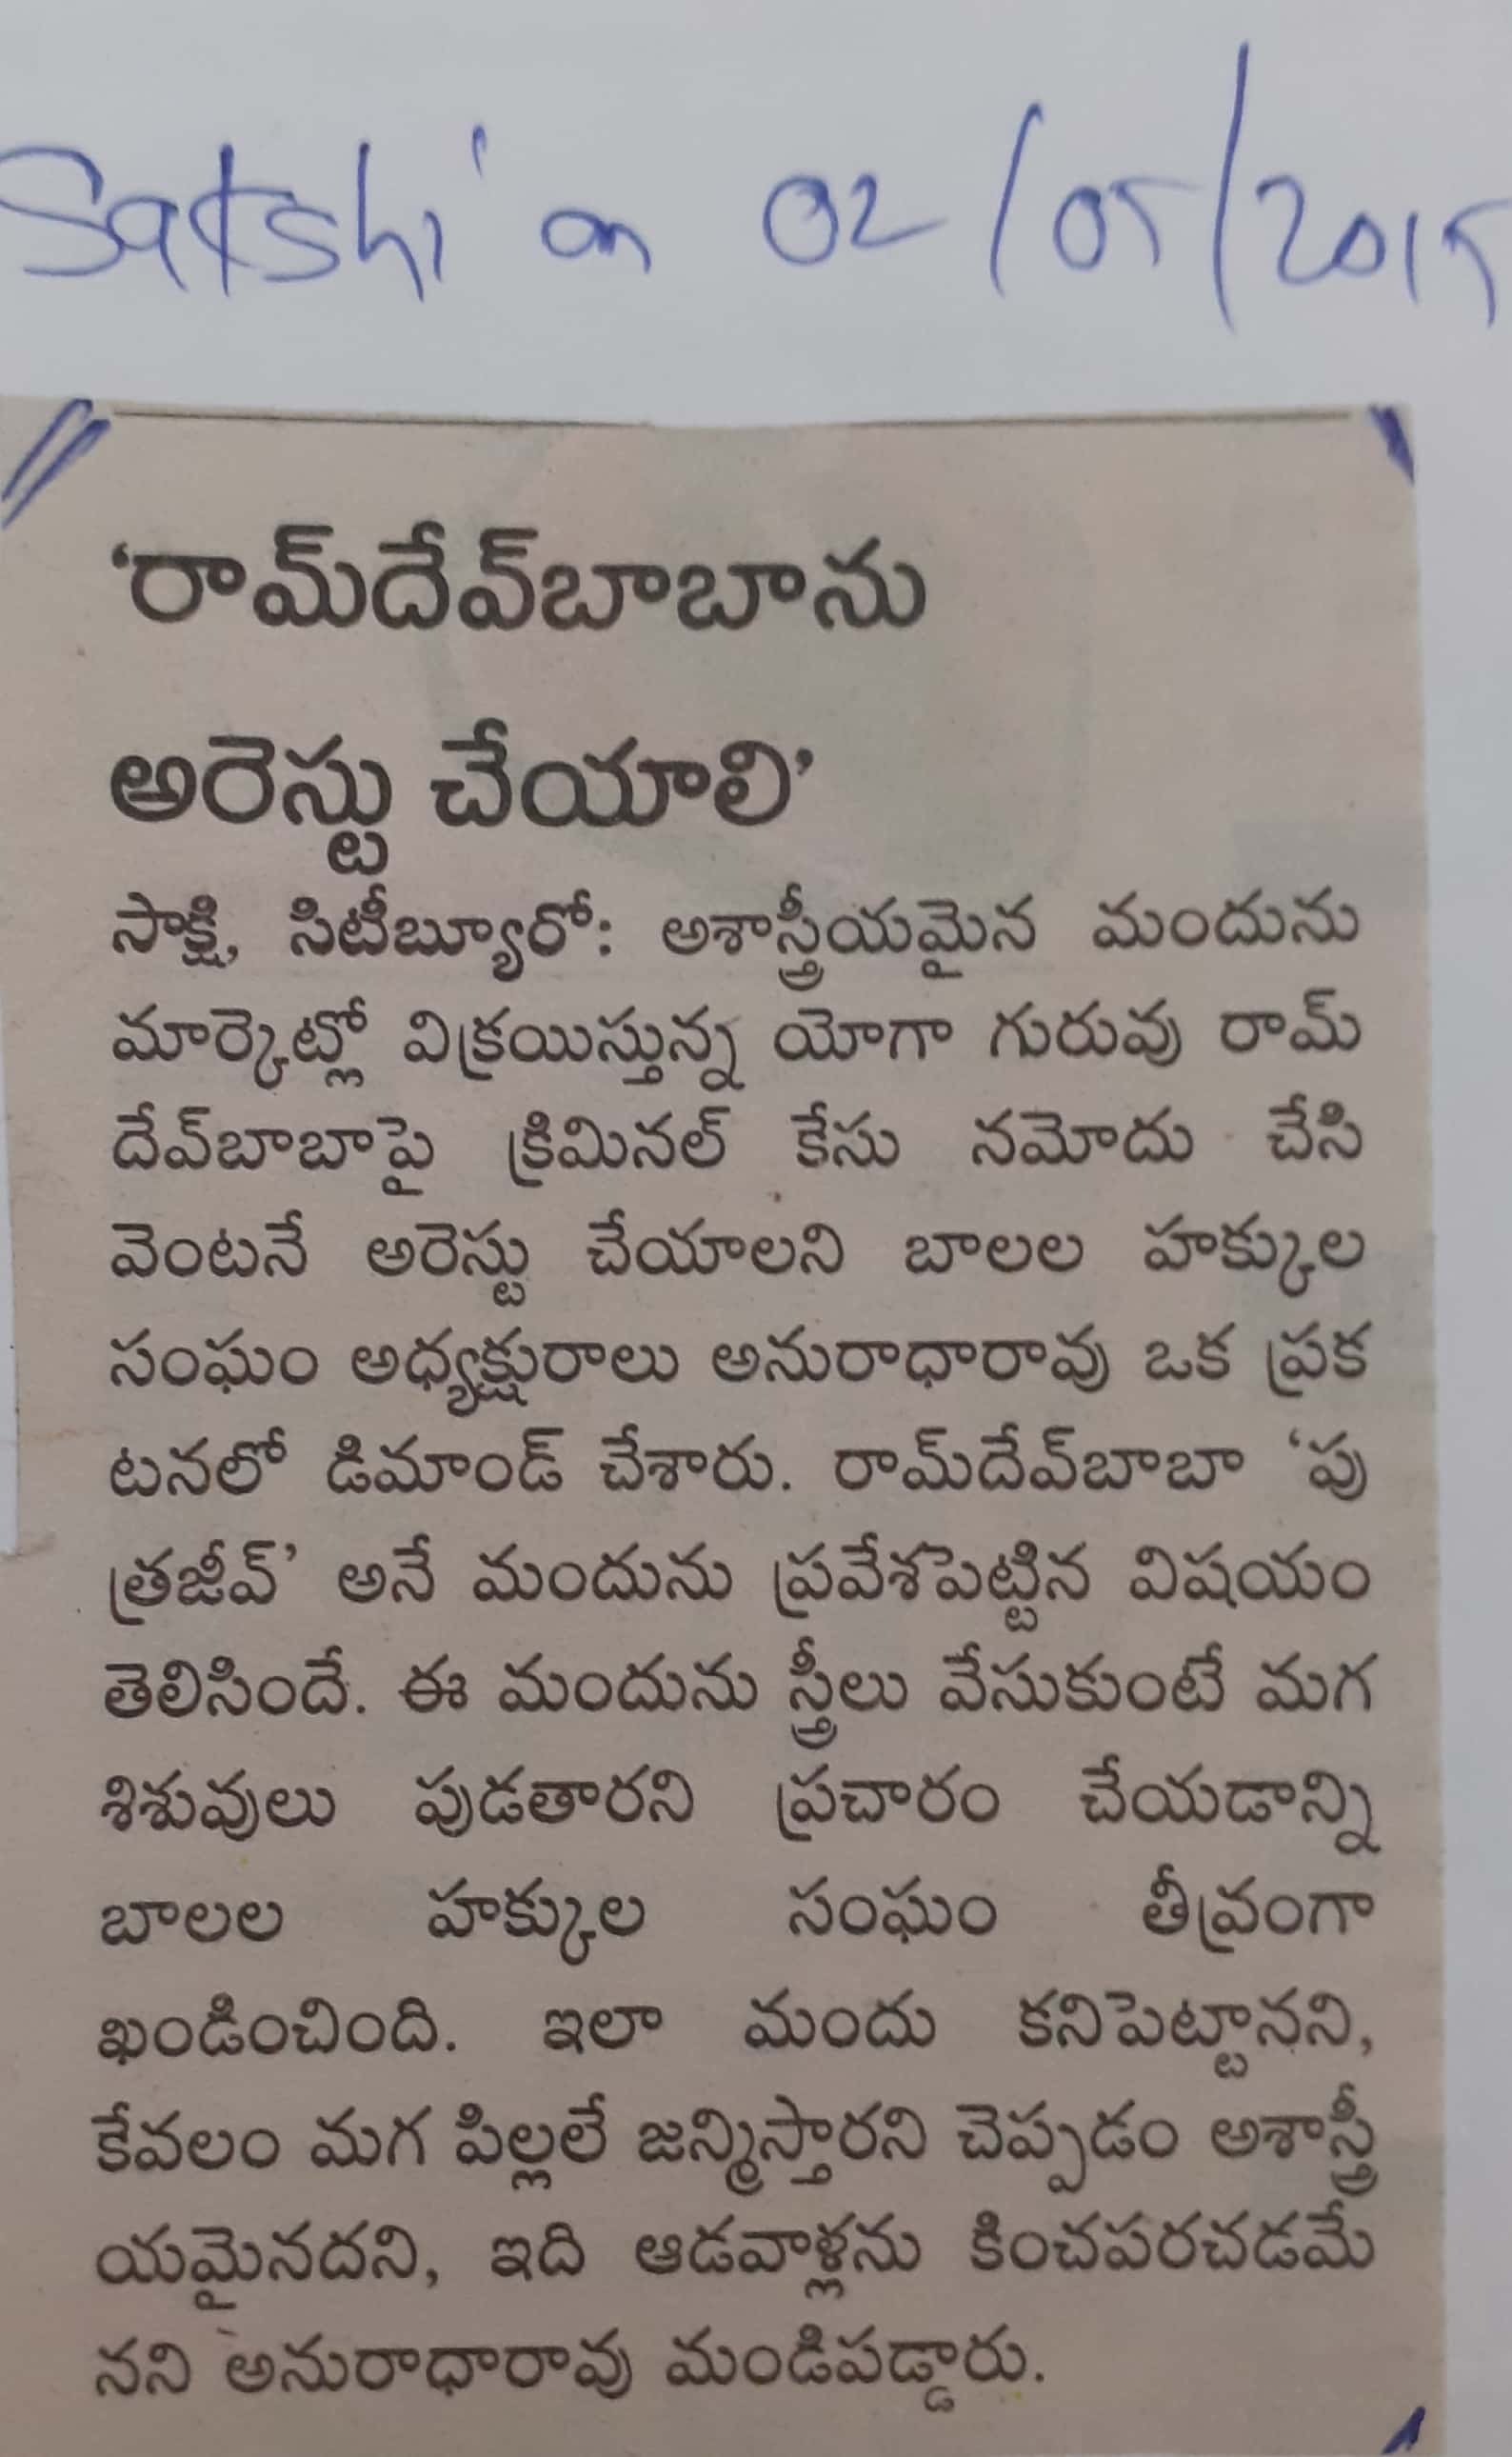 Sakshi' on 02/05/2015
‘రామ్‌దేవ్‌బాబాను
అరెస్టు చేయాలి’
సాక్షి, సిటీబ్యూరో: అశాస్త్రీయమైన మందును
మార్కెట్లో విక్రయిస్తున్న యోగా గురువు రామ్
దేవ్‌బాబాపై క్రిమినల్ కేసు నమోదు చేసి
వెంటనే అరెస్టు చేయాలని బాలల హక్కుల
సంఘం అధ్యక్షురాలు అనురాధారావు ఒక ప్రక
టనలో డిమాండ్ చేశారు. రామ్‌దేవ్‌బాబా ‘పు
త్రజీవ్’ అనే మందును ప్రవేశపెట్టిన విషయం
తెలిసిందే. ఈ మందును స్త్రీలు వేసుకుంటే మగ
శిశువులు పుడతారని ప్రచారం చేయడాన్ని
బాలల హక్కుల సంఘం తీవ్రంగా
ఖండించింది. ఇలా మందు కనిపెట్టానని,
కేవలం మగ పిల్లలే జన్మిస్తారని చెప్పడం అశాస్త్రీ
యమైనదని, ఇది ఆడవాళ్లను కించపరచడమే
నని అనురాధారావు మండిపడ్డారు.